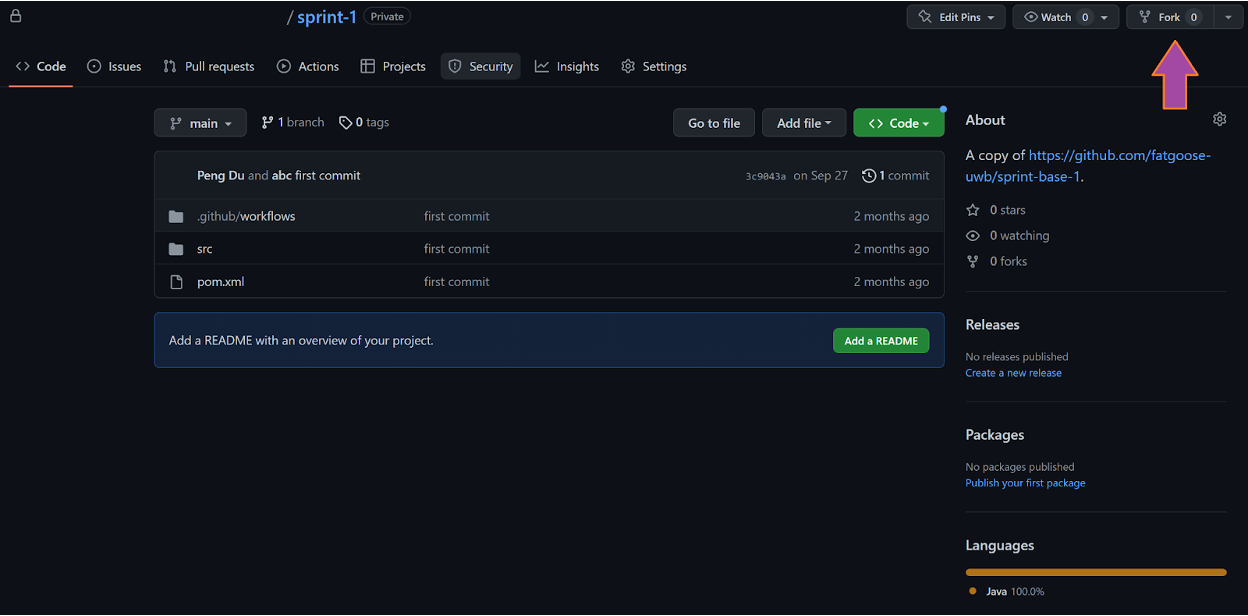 / sprint-1 Private Edit Pins Watch 0 Fork 0
Code Issues Pull requests Actions Projects Security Insights Settings
main 1 branch 0 tags Go to file Add file Code
Peng Du and abc first commit 3c9043a on Sep 27 1 commit
.github/workflows first commit 2 months ago
src first commit 2 months ago
pom.xml first commit 2 months ago
Add a README with an overview of your project. Add a README
About
A copy of https://github.com/fatgoose-
uwb/sprint-base-1.
0 stars
0 watching
0 forks
Releases
No releases published
Create a new release
Packages
No packages published
Publish your first package
Languages
Java 100.0%